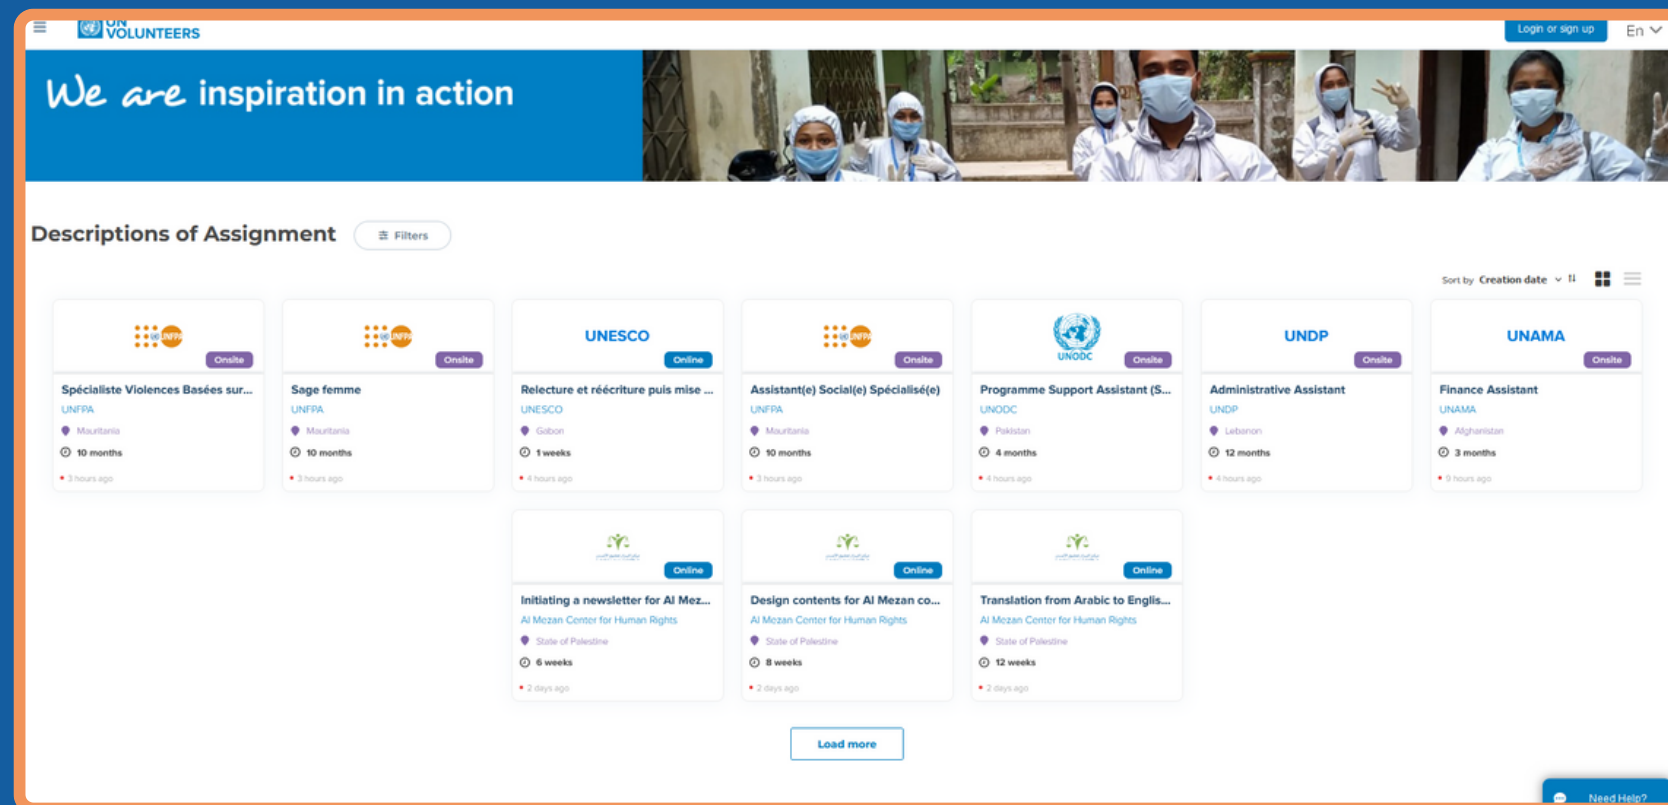 UN
VOLUNTEERS
Login or sign up
En
We are inspiration in action
Descriptions of Assignment
Filters
Sort by Creation date
UNFPA
Onsite
Spécialiste Violences Basées sur...
UNFPA
Mauritania
10 months
3 hours ago
UNFPA
Onsite
Sage femme
UNFPA
Mauritania
10 months
3 hours ago
UNESCO
Online
Relecture et réécriture puis mise ...
UNESCO
Gabon
1 weeks
4 hours ago
UNFPA
Onsite
Assistant(e) Social(e) Spécialisé(e)
UNFPA
Mauritania
10 months
3 hours ago
UNODC
Onsite
Programme Support Assistant (S...
UNODC
Pakistan
4 months
4 hours ago
UNDP
Onsite
Administrative Assistant
UNDP
Lebanon
12 months
4 hours ago
UNAMA
Onsite
Finance Assistant
UNAMA
Afghanistan
3 months
9 hours ago
Online
Initiating a newsletter for Al Mez...
Al Mezan Center for Human Rights
State of Palestine
6 weeks
2 days ago
Online
Design contents for Al Mezan co...
Al Mezan Center for Human Rights
State of Palestine
8 weeks
2 days ago
Online
Translation from Arabic to Englis...
Al Mezan Center for Human Rights
State of Palestine
12 weeks
2 days ago
Load more
Need Help?